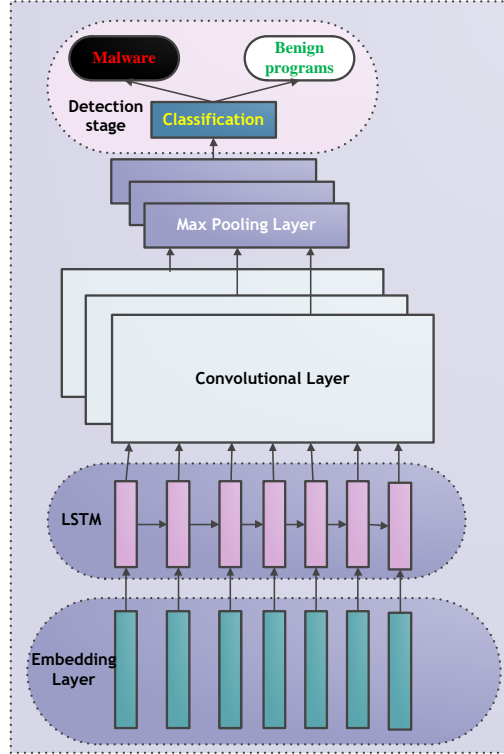 Malware
Benign
programs
Detection
stage
Classification
Max Pooling Layer
Convolutional Layer
LSTM
Embedding
Layer